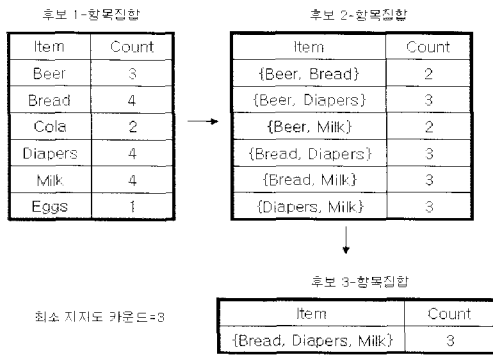 후보 1-항목집합
Item Count
Beer 3
Bread 4
Cola 2
Diapers 4
Milk 4
Eggs 1
후보 2-항목집합
Item Count
{Beer, Bread} 2
{Beer, Diapers} 3
{Beer, Milk} 2
{Bread, Diapers} 3
{Bread, Milk} 3
{Diapers, Milk} 3
후보 3-항목집합
최소 지지도 카운드=3
Item Count
{Bread, Diapers, Milk} 3